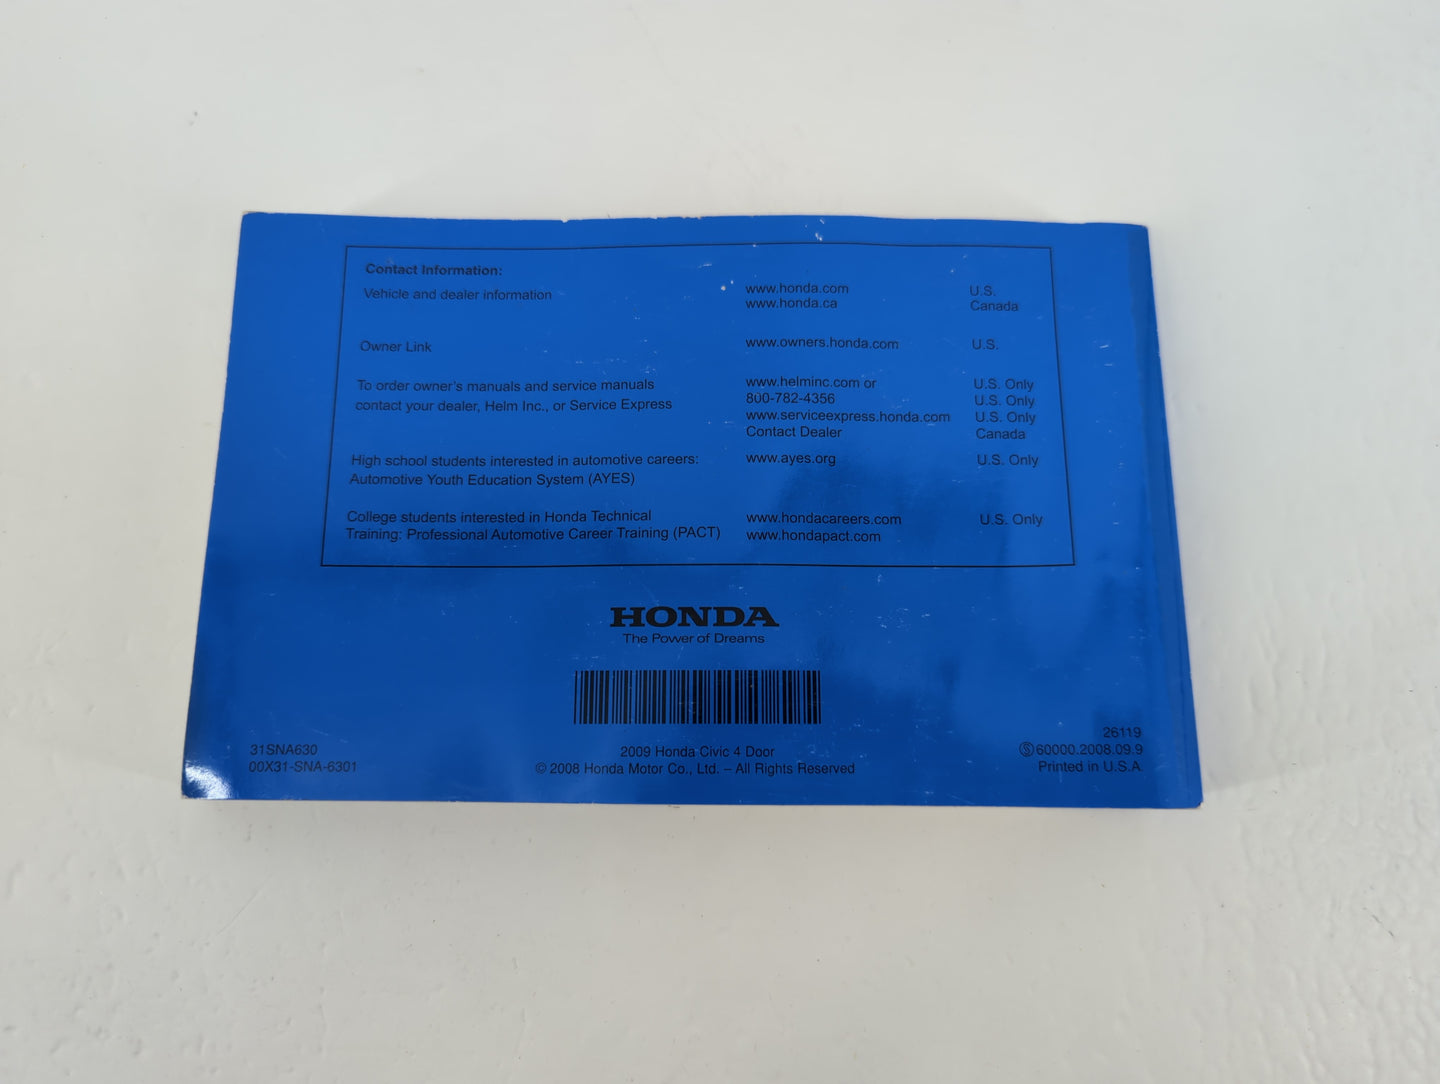 Contact Information:
Vehicle and dealer information www.honda.com U.S.
www.honda.ca Canada
Owner Link www.owners.honda.com U.S.
To order owner's manuals and service manuals www.helminc.com or U.S. Only
contact your dealer, Helm Inc., or Service Express 800-782-4356 U.S. Only
www.serviceexpress.honda.com U.S. Only
Contact Dealer Canada
High school students interested in automotive careers: www.ayes.org U.S. Only
Automotive Youth Education System (AYES)
College students interested in Honda Technical www.hondacareers.com U.S. Only
Training: Professional Automotive Career Training (PACT) www.hondapact.com
HONDA
The Power of Dreams
31SNA630
00X31-SNA-6301
2009 Honda Civic 4 Door
© 2008 Honda Motor Co., Ltd. – All Rights Reserved
26119
Ⓢ60000.2008.09.9
Printed in U.S.A.